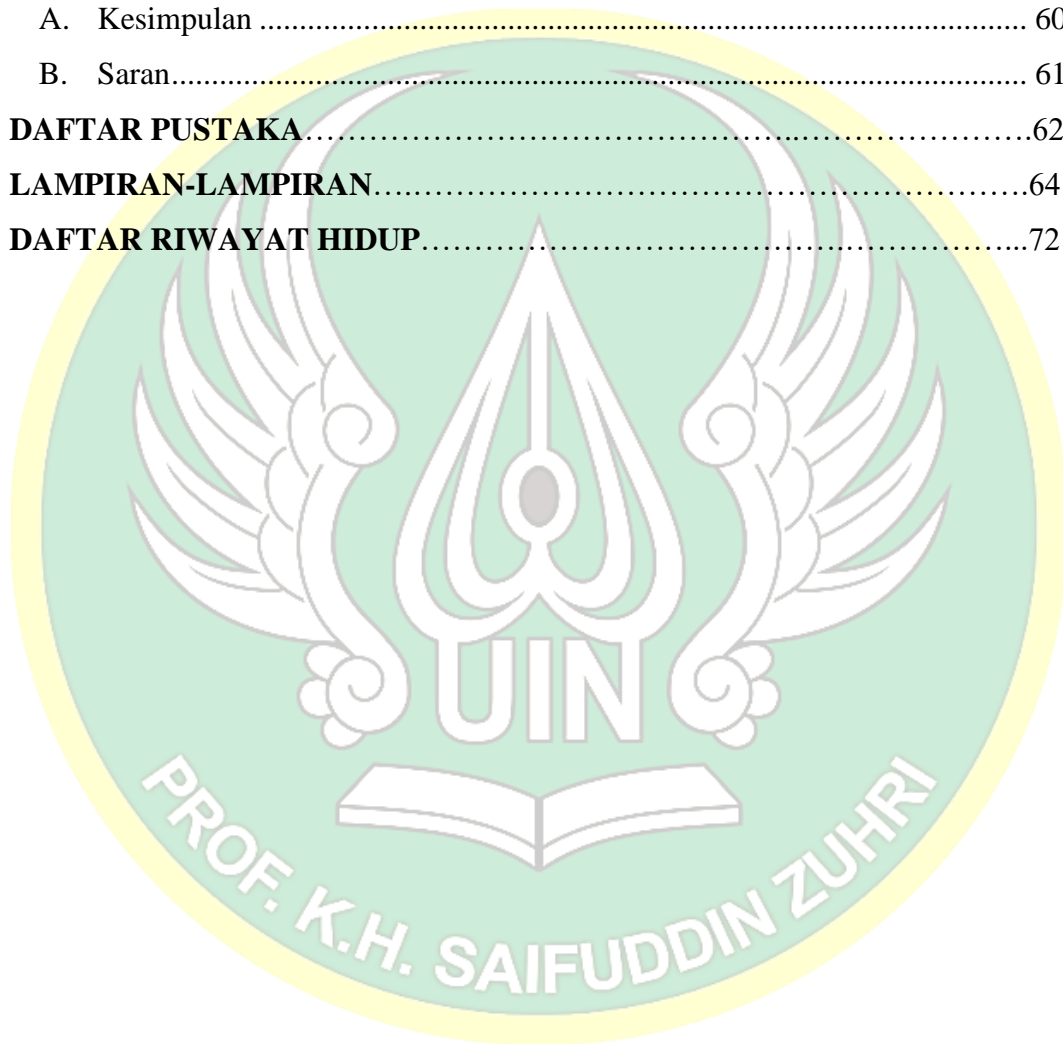 A. Kesimpulan ........................................................................................................ 60
B. Saran................................................................................................................ 61
DAFTAR PUSTAKA…………………………………………………..…………………………….62
LAMPIRAN-LAMPIRAN….……………………………………………………………………64
DAFTAR RIWAYAT HIDUP……………………………………………………………………...72
UIN
PROF. K.H. SAIFUDDIN ZUHRI